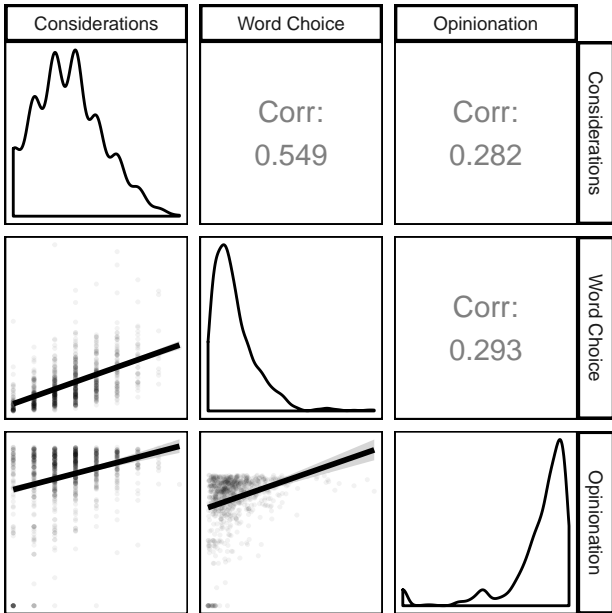 Considerations
Word Choice
Opinionation
Corr:
0.549
Corr:
0.282
Considerations
Corr:
0.293
Word Choice
Opinionation